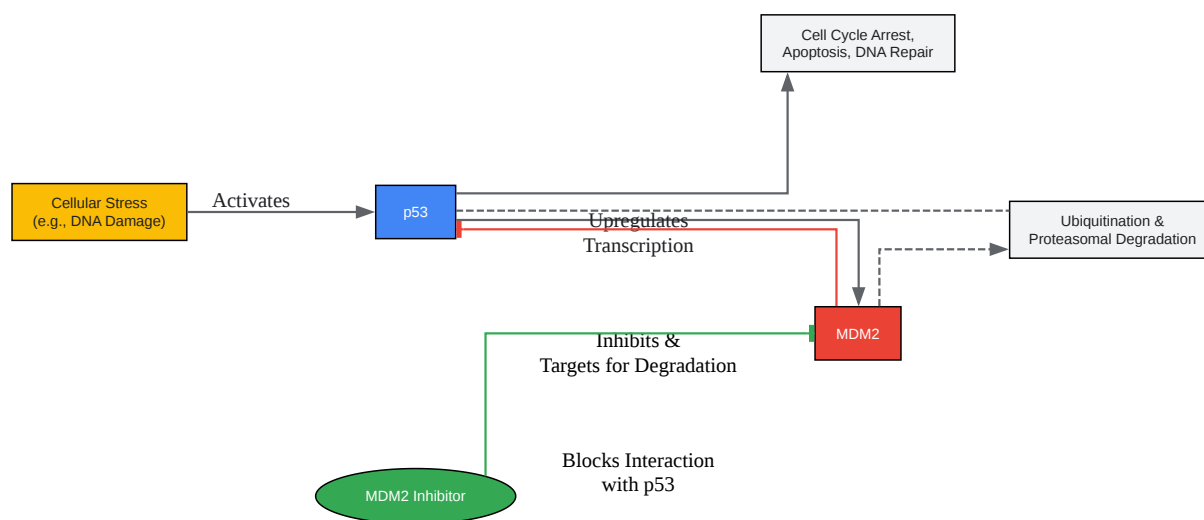 Cell Cycle Arrest,
Apoptosis, DNA Repair
Cellular Stress
(e.g., DNA Damage)
Activates
p53
Upregulates
Transcription
Ubiquitination &
Proteasomal Degradation
MDM2
Inhibits &
Targets for Degradation
Blocks Interaction
with p53
MDM2 Inhibitor